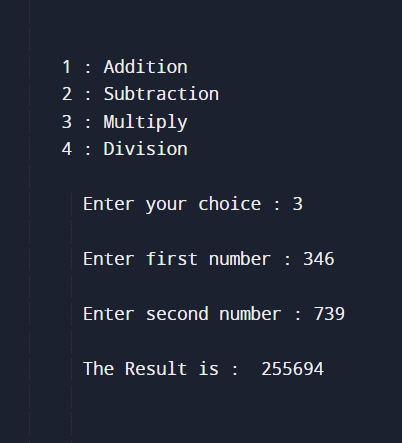 1 : Addition
2 : Subtraction
3 : Multiply
4 : Division
Enter your choice : 3
Enter first number : 346
Enter second number : 739
The Result is :  255694